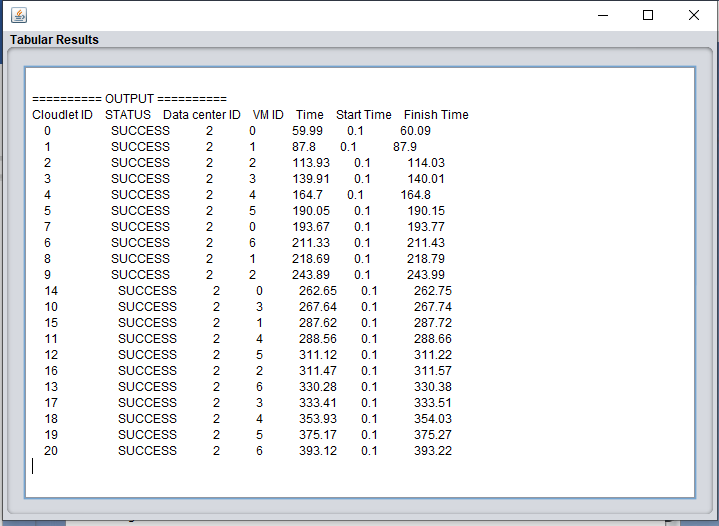 Tabular Results
========== OUTPUT ==========
Cloudlet ID STATUS Data center ID VM ID Time Start Time Finish Time
0 SUCCESS 2 0 59.99 0.1 60.09
1 SUCCESS 2 1 87.8 0.1 87.9
2 SUCCESS 2 2 113.93 0.1 114.03
3 SUCCESS 2 3 139.91 0.1 140.01
4 SUCCESS 2 4 164.7 0.1 164.8
5 SUCCESS 2 5 190.05 0.1 190.15
7 SUCCESS 2 0 193.67 0.1 193.77
6 SUCCESS 2 6 211.33 0.1 211.43
8 SUCCESS 2 1 218.69 0.1 218.79
9 SUCCESS 2 2 243.89 0.1 243.99
14 SUCCESS 2 0 262.65 0.1 262.75
10 SUCCESS 2 3 267.64 0.1 267.74
15 SUCCESS 2 1 287.62 0.1 287.72
11 SUCCESS 2 4 288.56 0.1 288.66
12 SUCCESS 2 5 311.12 0.1 311.22
16 SUCCESS 2 2 311.47 0.1 311.57
13 SUCCESS 2 6 330.28 0.1 330.38
17 SUCCESS 2 3 333.41 0.1 333.51
18 SUCCESS 2 4 353.93 0.1 354.03
19 SUCCESS 2 5 375.17 0.1 375.27
20 SUCCESS 2 6 393.12 0.1 393.22